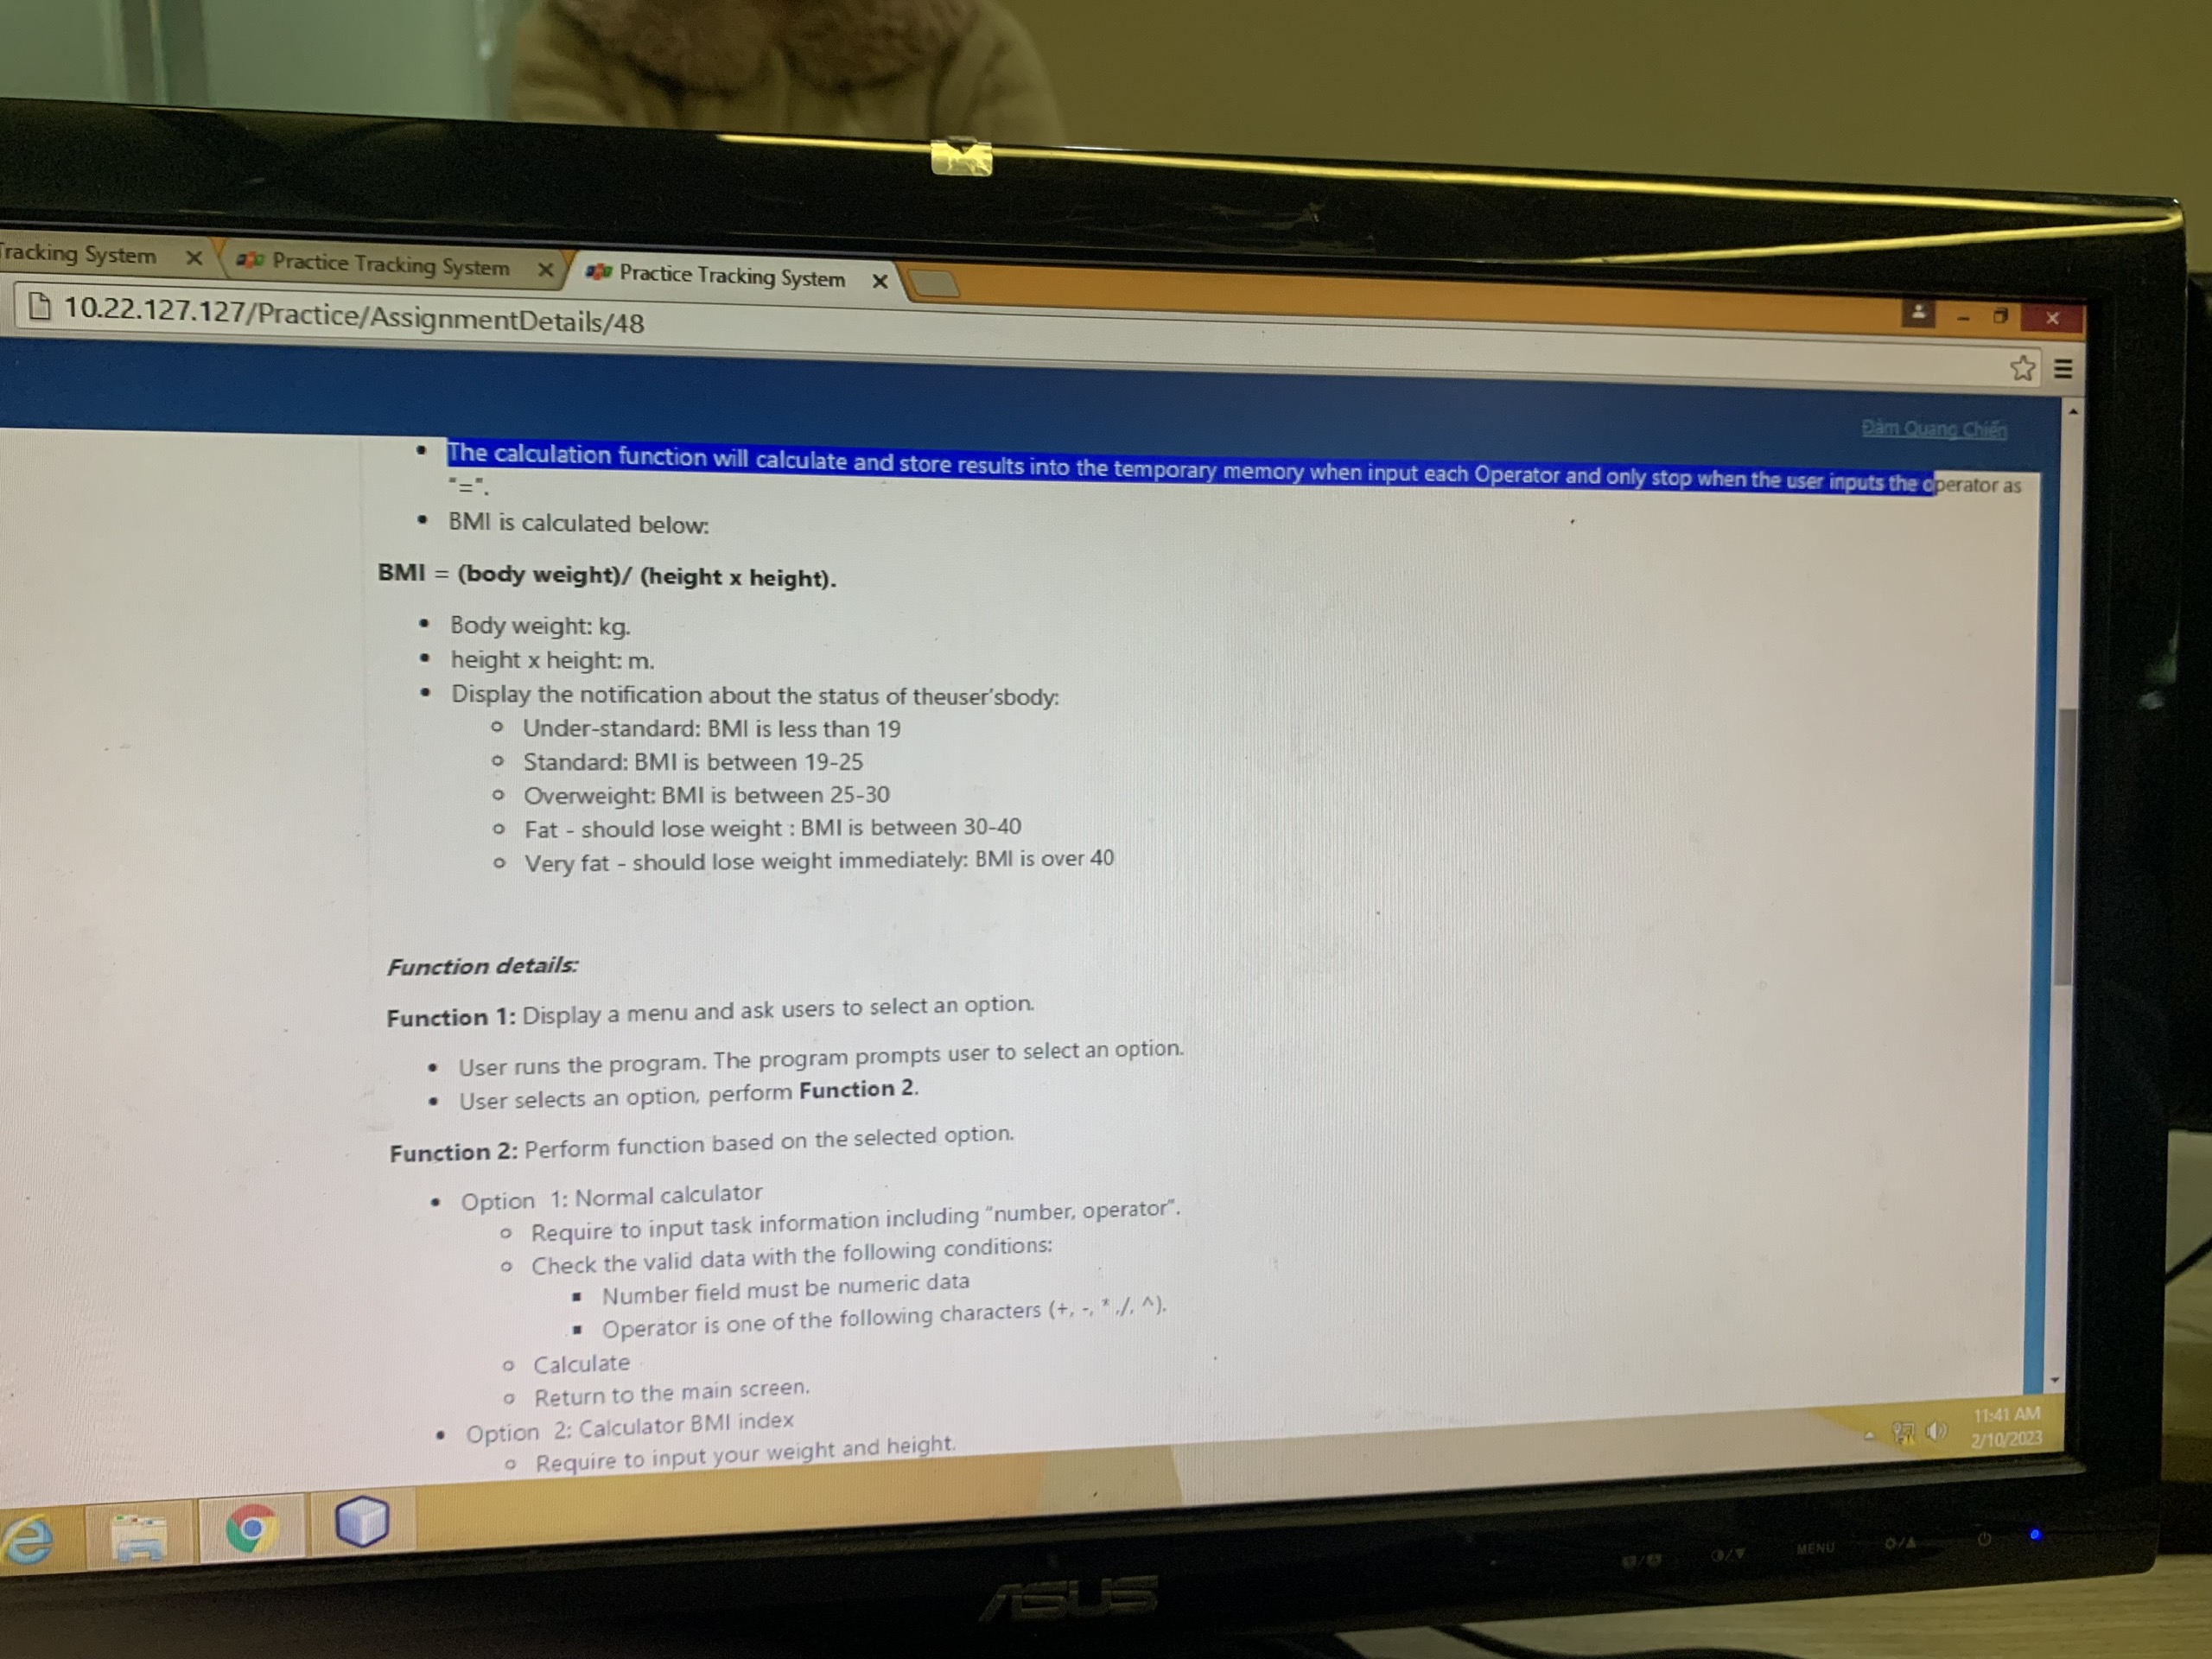 Tracking System
Practice Tracking System
Practice Tracking System
10.22.127.127/Practice/AssignmentDetails/48
Đàm Quang Chiến
• The calculation function will calculate and store results into the temporary memory when input each Operator and only stop when the user inputs the operator as
"=".
• BMI is calculated below:
BMI = (body weight)/ (height x height).
• Body weight: kg.
• height x height: m.
• Display the notification about the status of theuser'sbody:
○ Under-standard: BMI is less than 19
○ Standard: BMI is between 19-25
○ Overweight: BMI is between 25-30
○ Fat - should lose weight : BMI is between 30-40
○ Very fat - should lose weight immediately: BMI is over 40
Function details:
Function 1: Display a menu and ask users to select an option.
• User runs the program. The program prompts user to select an option.
• User selects an option, perform Function 2.
Function 2: Perform function based on the selected option.
• Option 1: Normal calculator
○ Require to input task information including "number, operator".
○ Check the valid data with the following conditions:
▪ Number field must be numeric data
▪ Operator is one of the following characters (+, -, * ,/, ^).
○ Calculate
○ Return to the main screen.
• Option 2: Calculator BMI index
○ Require to input your weight and height.
11:41 AM
2/10/2023
MENU
ASUS